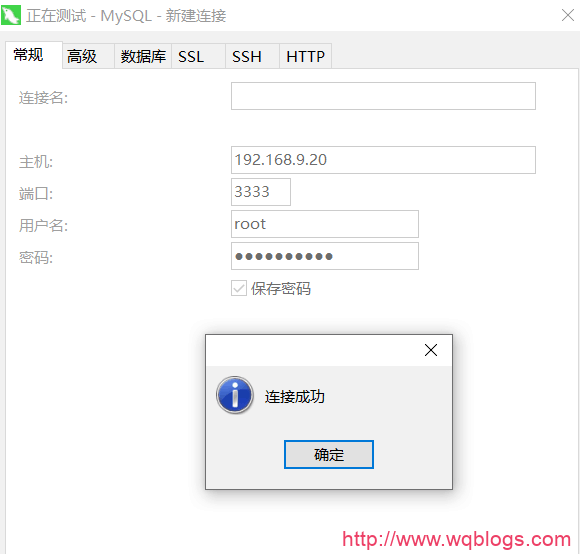 正在测试 - MySQL - 新建连接
常规 高级 数据库 SSL SSH HTTP
连接名:
主机: 192.168.9.20
端口: 3333
用户名: root
密码: ●●●●●●●●●●
保存密码
连接成功
确定
http://www.wqblogs.com